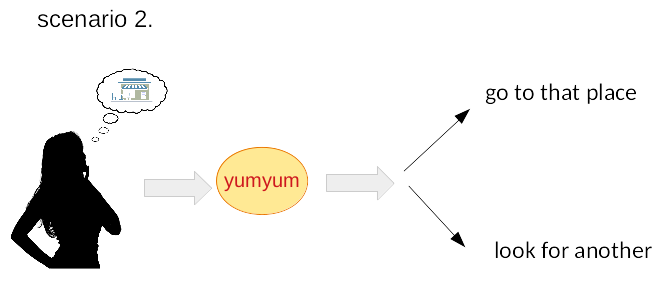 scenario 2.
go to that place
yumyum
look for another